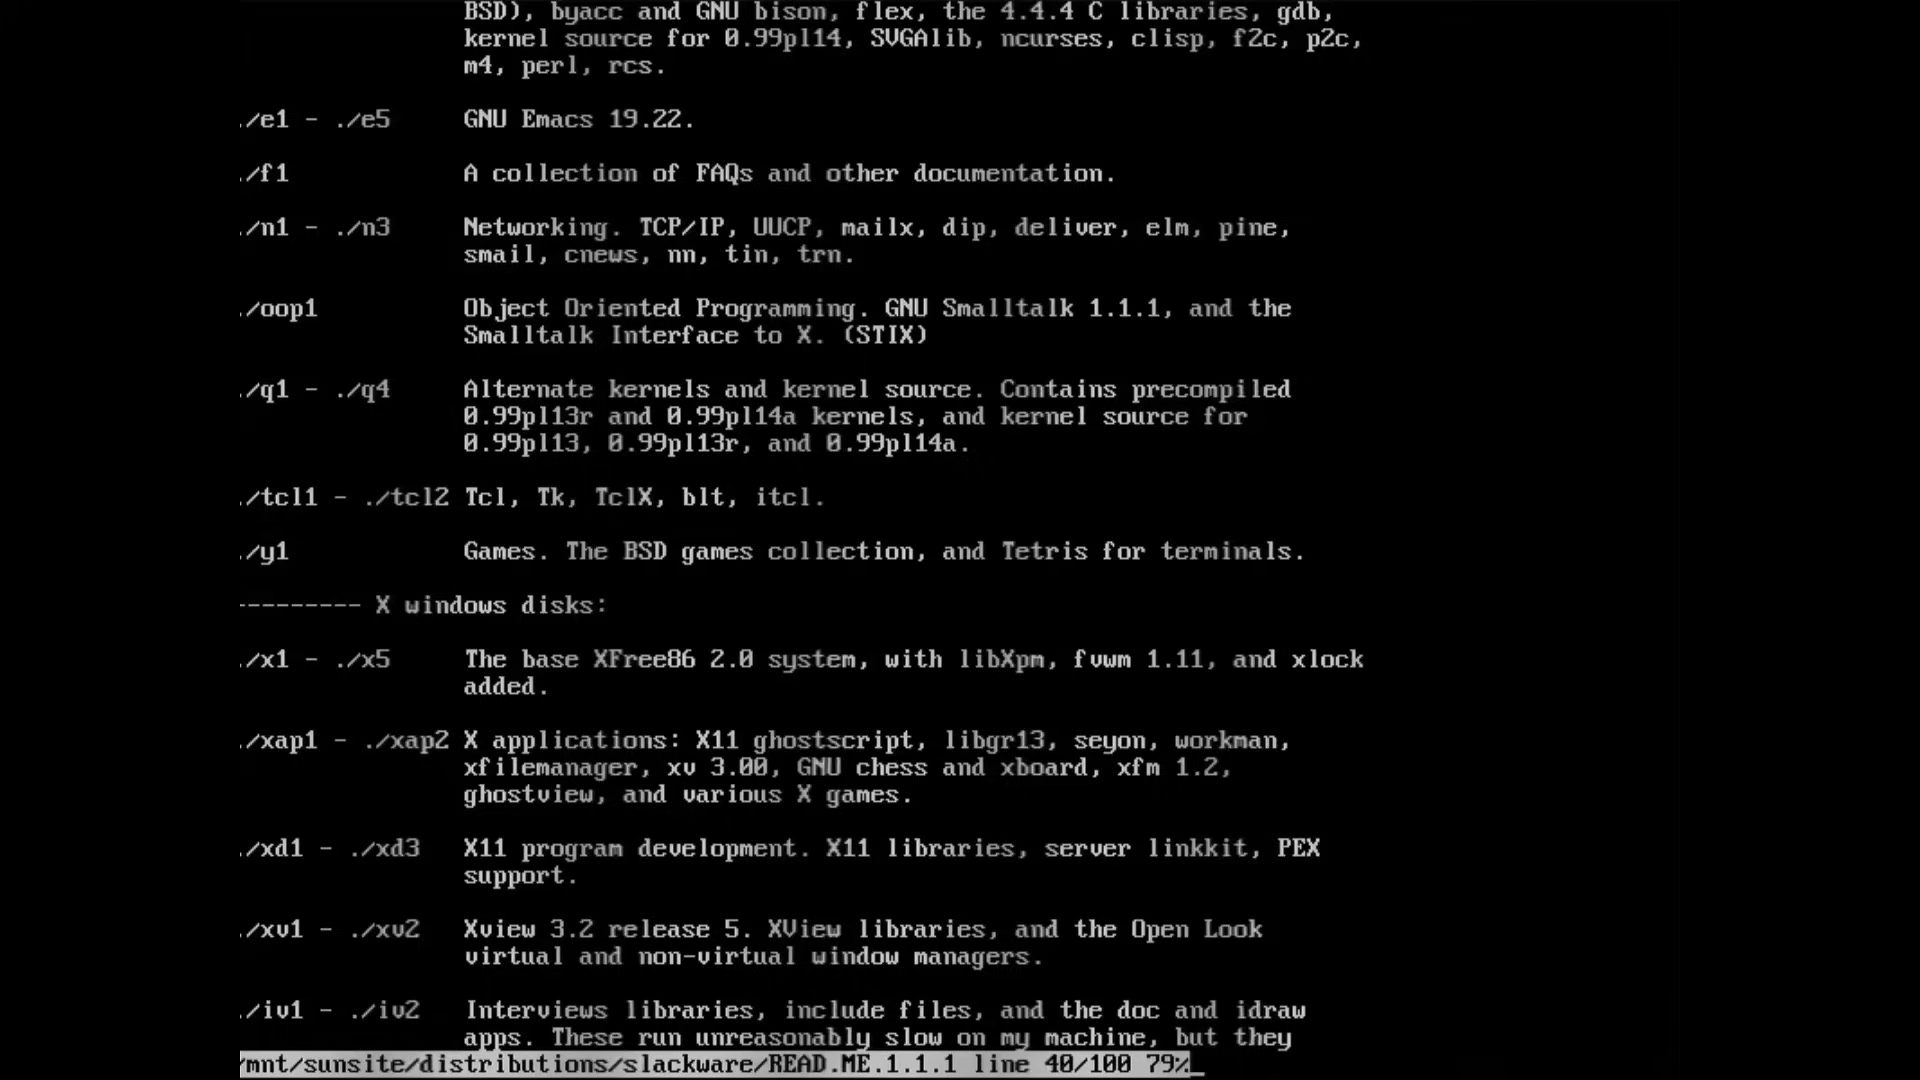 BSD), byacc and GNU bison, flex, the 4.4.4 C libraries, gdb,
kernel source for 0.99pl14, SVGAlib, ncurses, clisp, f2c, p2c,
m4, perl, rcs.
./e1 - ./e5 GNU Emacs 19.22.
./f1 A collection of FAQs and other documentation.
./n1 - ./n3 Networking. TCP/IP, UUCP, mailx, dip, deliver, elm, pine,
smail, cnews, nn, tin, trn.
./oop1 Object Oriented Programming. GNU Smalltalk 1.1.1, and the
Smalltalk Interface to X. (STIX)
./q1 - ./q4 Alternate kernels and kernel source. Contains precompiled
0.99pl13r and 0.99pl14a kernels, and kernel source for
0.99pl13, 0.99pl13r, and 0.99pl14a.
./tcl1 - ./tcl2 Tcl, Tk, TclX, blt, itcl.
./y1 Games. The BSD games collection, and Tetris for terminals.
--------- X windows disks:
./x1 - ./x5 The base XFree86 2.0 system, with libXpm, fvwm 1.11, and xlock
added.
./xap1 - ./xap2 X applications: X11 ghostscript, libgr13, seyon, workman,
xfilemanager, xv 3.00, GNU chess and xboard, xfm 1.2,
ghostview, and various X games.
./xd1 - ./xd3 X11 program development. X11 libraries, server linkkit, PEX
support.
./xv1 - ./xv2 Xview 3.2 release 5. XView libraries, and the Open Look
virtual and non-virtual window managers.
./iv1 - ./iv2 Interviews libraries, include files, and the doc and idraw
apps. These run unreasonably slow on my machine, but they
/mnt/sunsite/distributions/slackware/READ.ME.1.1.1 line 40/100 79%